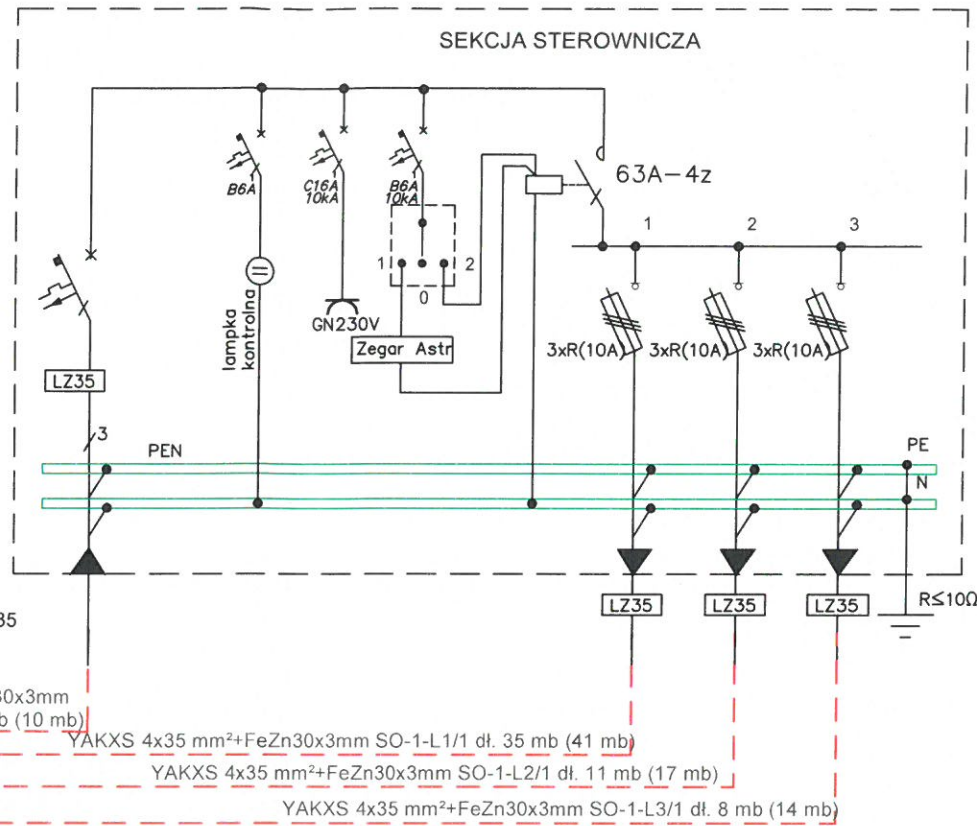 SEKCJA STEROWNICZA
63A-4z
B6A
C16A
10kA
B6A
10kA
1
2
3
1
2
0
lampka
kontrolna
GN230V
Zegar Astr
3xR(10A)
3xR(10A)
3xR(10A)
LZ35
3
PEN
PE
N
LZ35
LZ35
LZ35
R≤10Ω
35
30x3mm
b (10 mb)
YAKXS 4x35 mm²+FeZn30x3mm SO-1-L1/1 dł. 35 mb (41 mb)
YAKXS 4x35 mm²+FeZn30x3mm SO-1-L2/1 dł. 11 mb (17 mb)
YAKXS 4x35 mm²+FeZn30x3mm SO-1-L3/1 dł. 8 mb (14 mb)